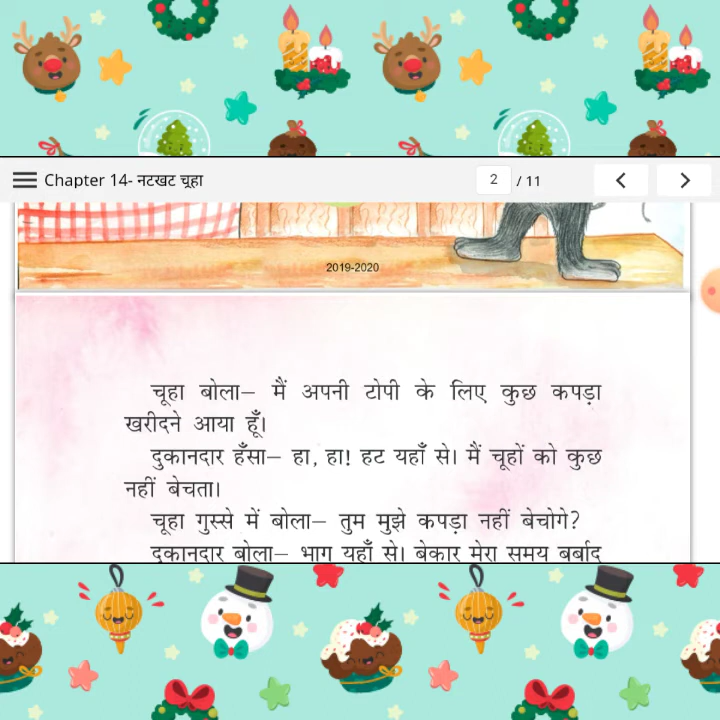 Chapter 14- नटखट चूहा
2 / 11
2019-2020
चूहा बोला– मैं अपनी टोपी के लिए कुछ कपड़ा
खरीदने आया हूँ।
दुकानदार हँसा– हा, हा! हट यहाँ से। मैं चूहों को कुछ
नहीं बेचता।
चूहा गुस्से में बोला– तुम मुझे कपड़ा नहीं बेचोगे?
दुकानदार बोला– भाग यहाँ से। बेकार मेरा समय बर्बाद